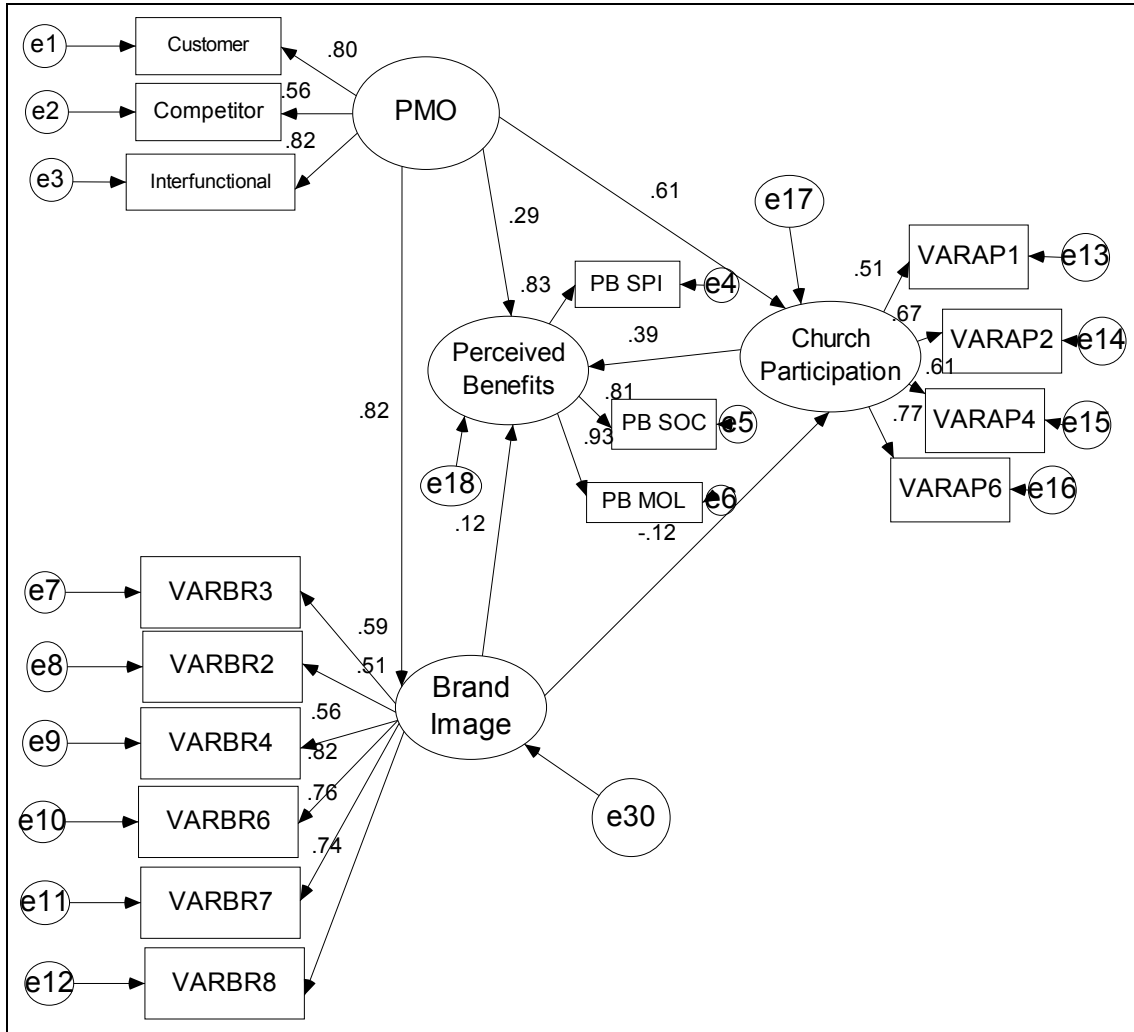 e1
Customer
.80
e2
Competitor
.56
PMO
e3
Interfunctional
.82
.61
e17
.29
VARAP1
e13
.51
PB SPI
e4
.83
.67
VARAP2
e14
Church
Participation
.39
Perceived
Benefits
.61
.81
.82
PB SOC
e5
.77
VARAP4
e15
.93
e18
VARAP6
e16
PB MOL
e6
.12
-.12
e7
VARBR3
.59
e8
VARBR2
.51
Brand
Image
.56
e9
VARBR4
.82
e10
VARBR6
.76
e30
.74
e11
VARBR7
e12
VARBR8